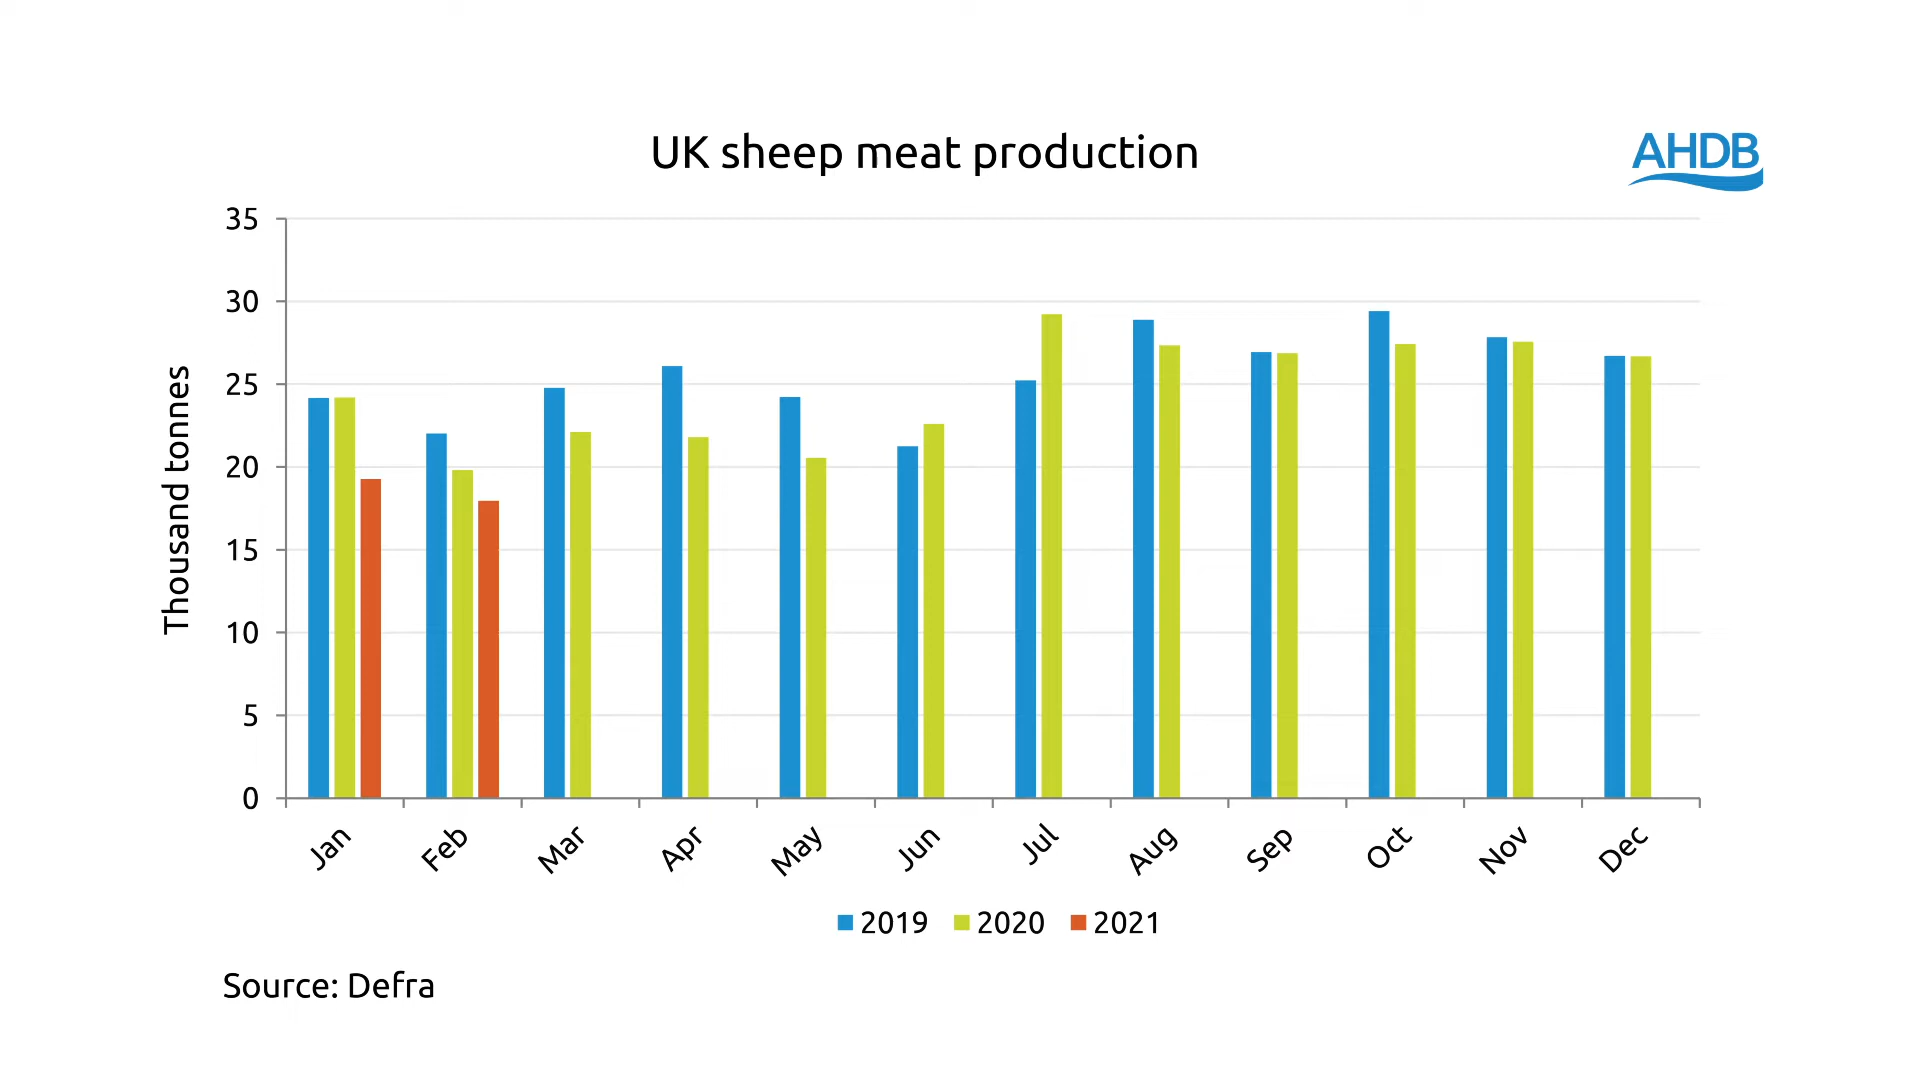 UK sheep meat production
AHDB
Thousand tonnes
35
30
25
20
15
10
5
0
Jan Feb Mar Apr May Jun Jul Aug Sep Oct Nov Dec
2019 2020 2021
Source: Defra